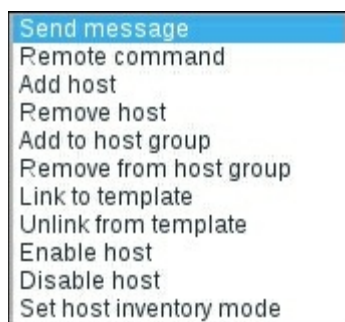 Send message
Remote command
Add host
Remove host
Add to host group
Remove from host group
Link to template
Unlink from template
Enable host
Disable host
Set host inventory mode